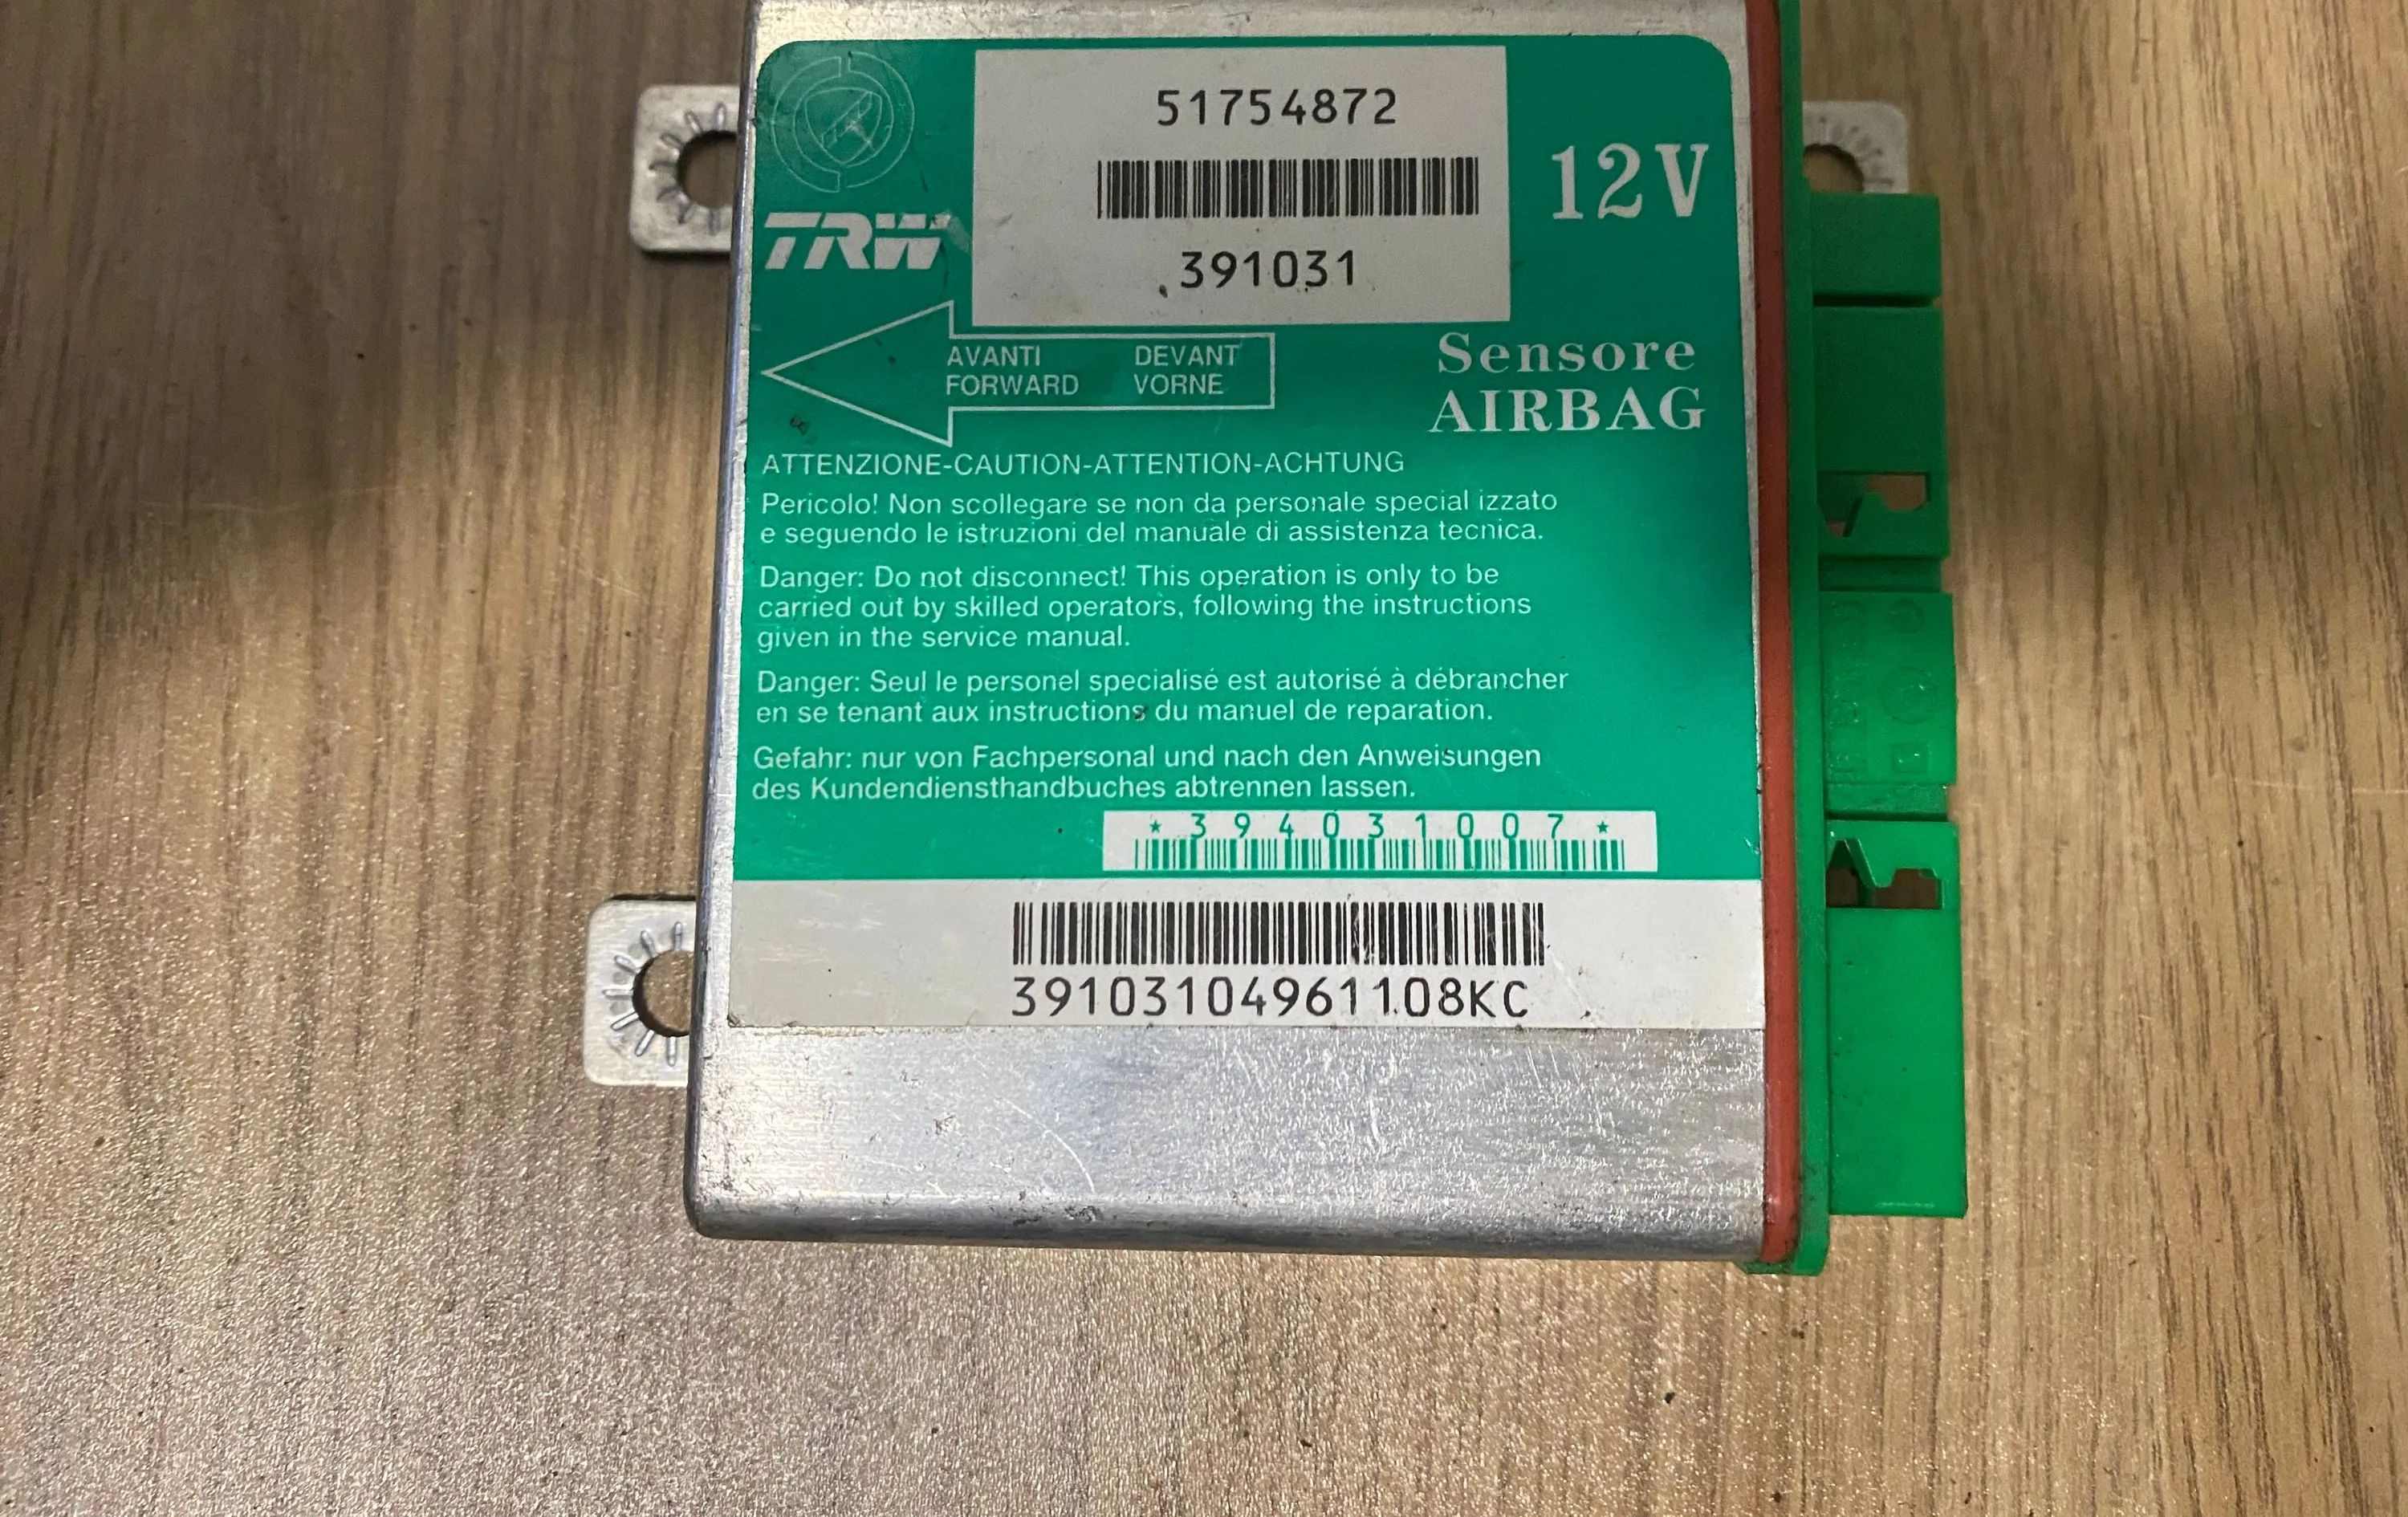 51754872
TRW
12V
391031
AVANTI DEVANT
FORWARD VORNE
Sensore
AIRBAG
ATTENZIONE-CAUTION-ATTENTION-ACHTUNG
Pericolo! Non scollegare se non da personale special izzato
e seguendo le istruzioni del manuale di assistenza tecnica.
Danger: Do not disconnect! This operation is only to be
carried out by skilled operators, following the instructions
given in the service manual.
Danger: Seul le personel specialisé est autorisé à débrancher
en se tenant aux instructions du manuel de reparation.
Gefahr: nur von Fachpersonal und nach den Anweisungen
des Kundendiensthandbuches abtrennen lassen.
* 394031007 *
39103104961108KC